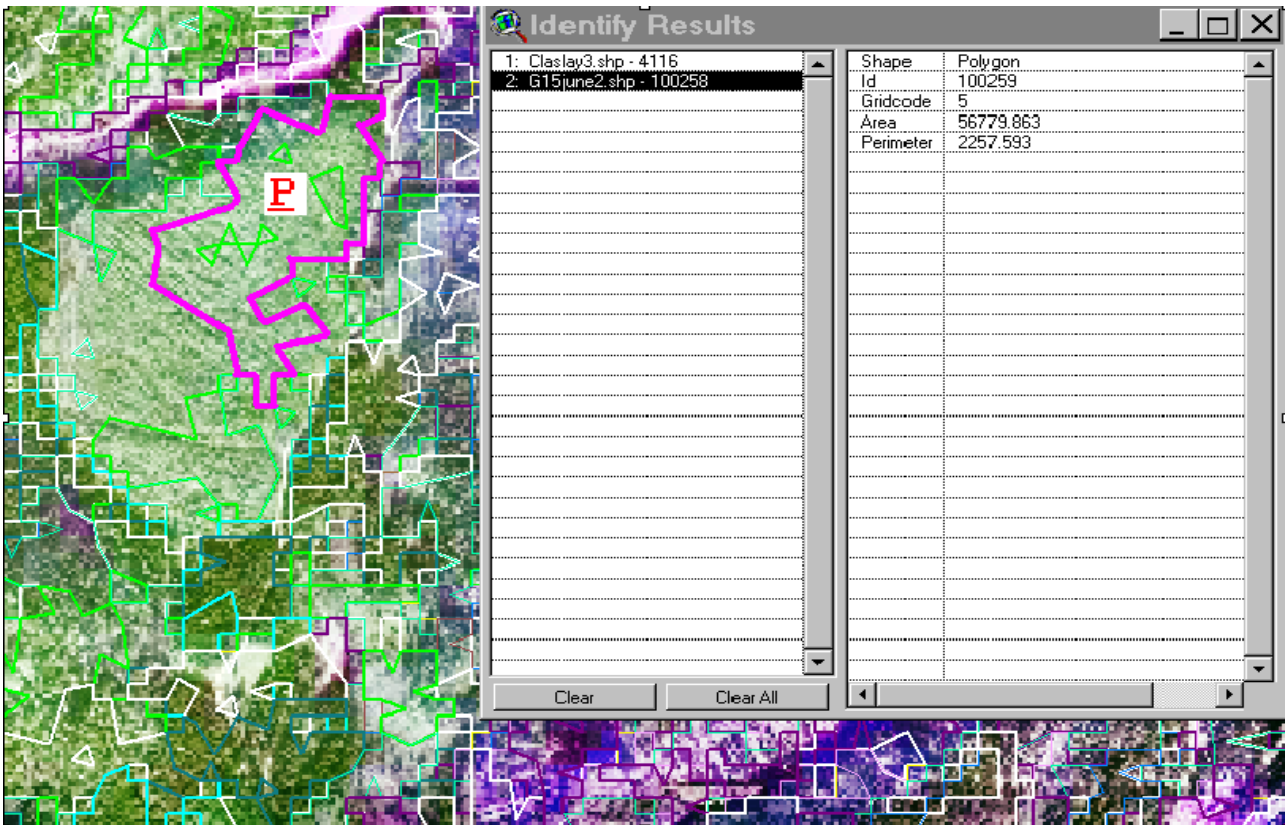 Identify Results
1: Claslay3.shp - 4116
2: G15june2.shp - 100258
Shape Polygon
Id 100259
Gridcode 5
Area 56779.863
Perimeter 2257.593
P
Clear
Clear All